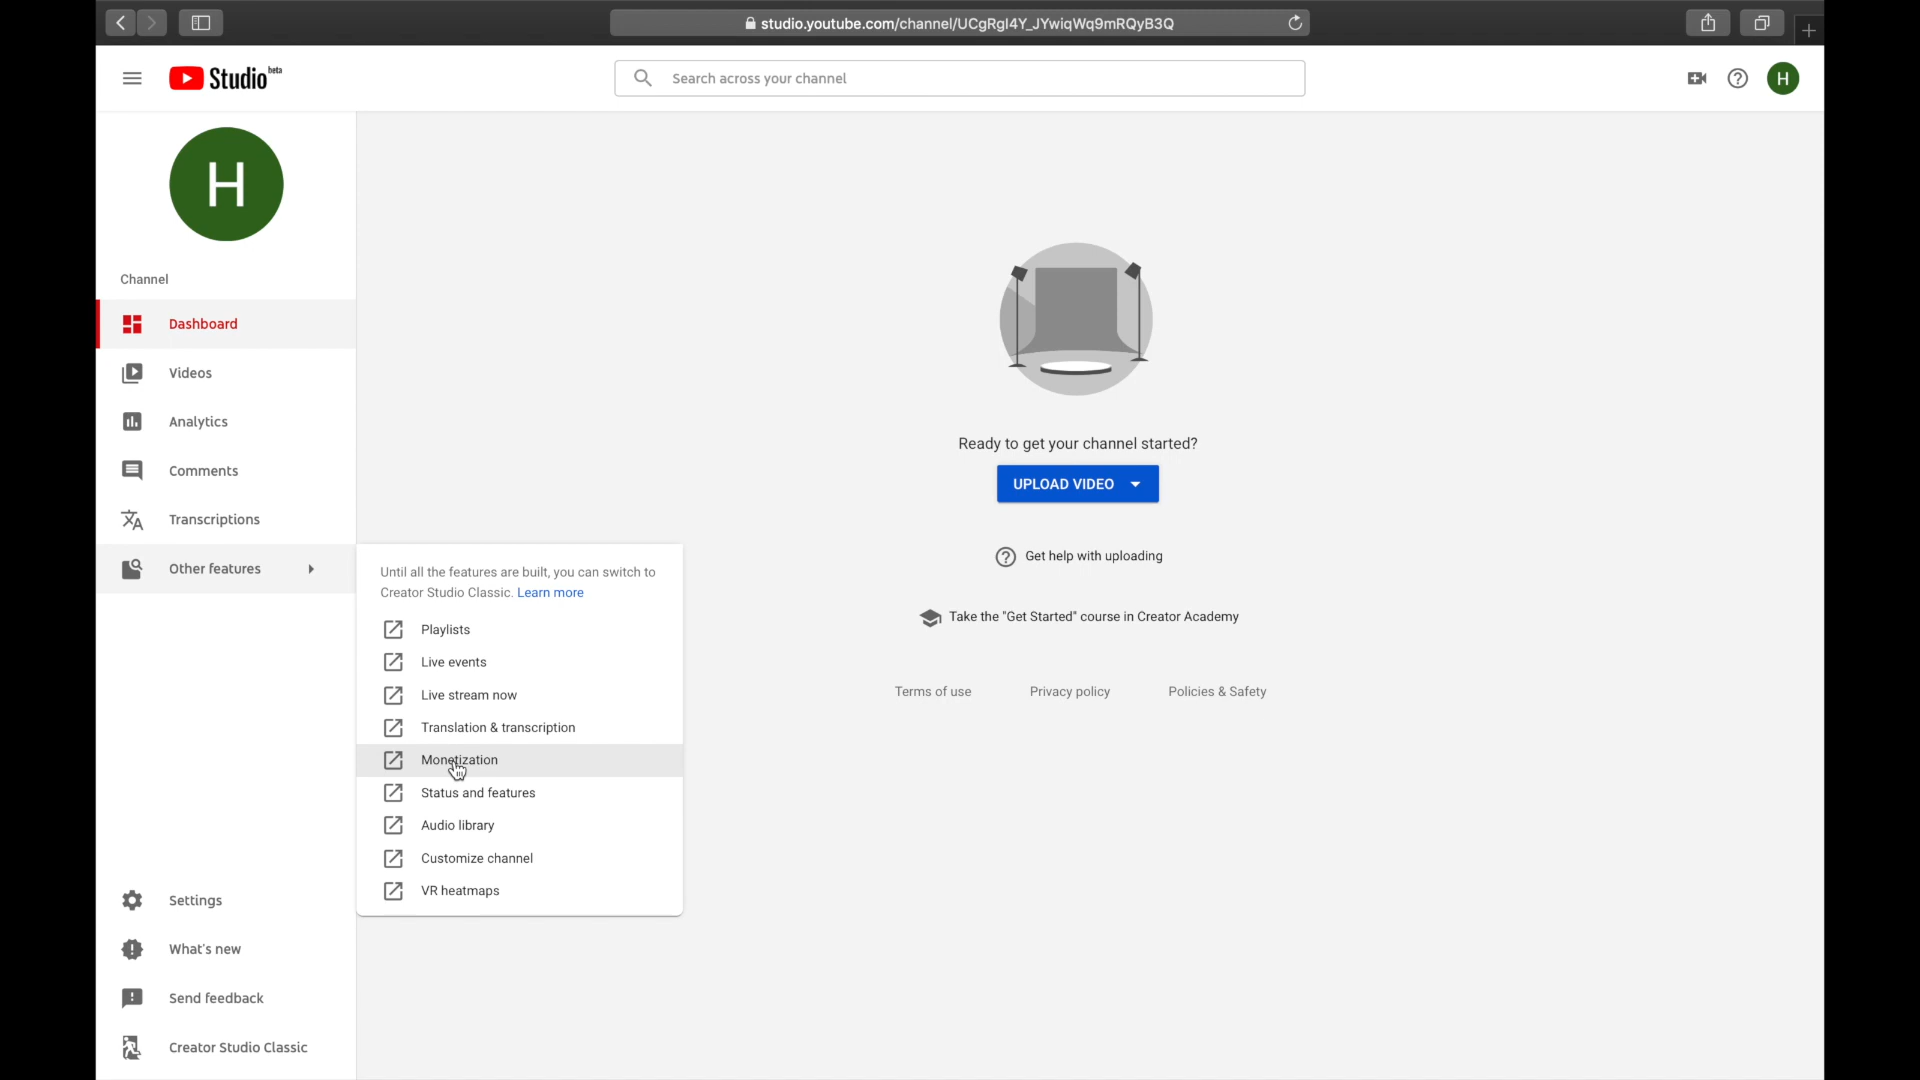 studio.youtube.com/channel/UCgRgI4Y_JYwiqWq9mRQyB3Q
Studio beta
Search across your channel
H
H
Channel
Dashboard
Videos
Analytics
Comments
Transcriptions
Other features
Until all the features are built, you can switch to
Creator Studio Classic. Learn more
Playlists
Live events
Live stream now
Translation & transcription
Monetization
Status and features
Audio library
Customize channel
VR heatmaps
Ready to get your channel started?
UPLOAD VIDEO
Get help with uploading
Take the "Get Started" course in Creator Academy
Terms of use
Privacy policy
Policies & Safety
Settings
What's new
Send feedback
Creator Studio Classic